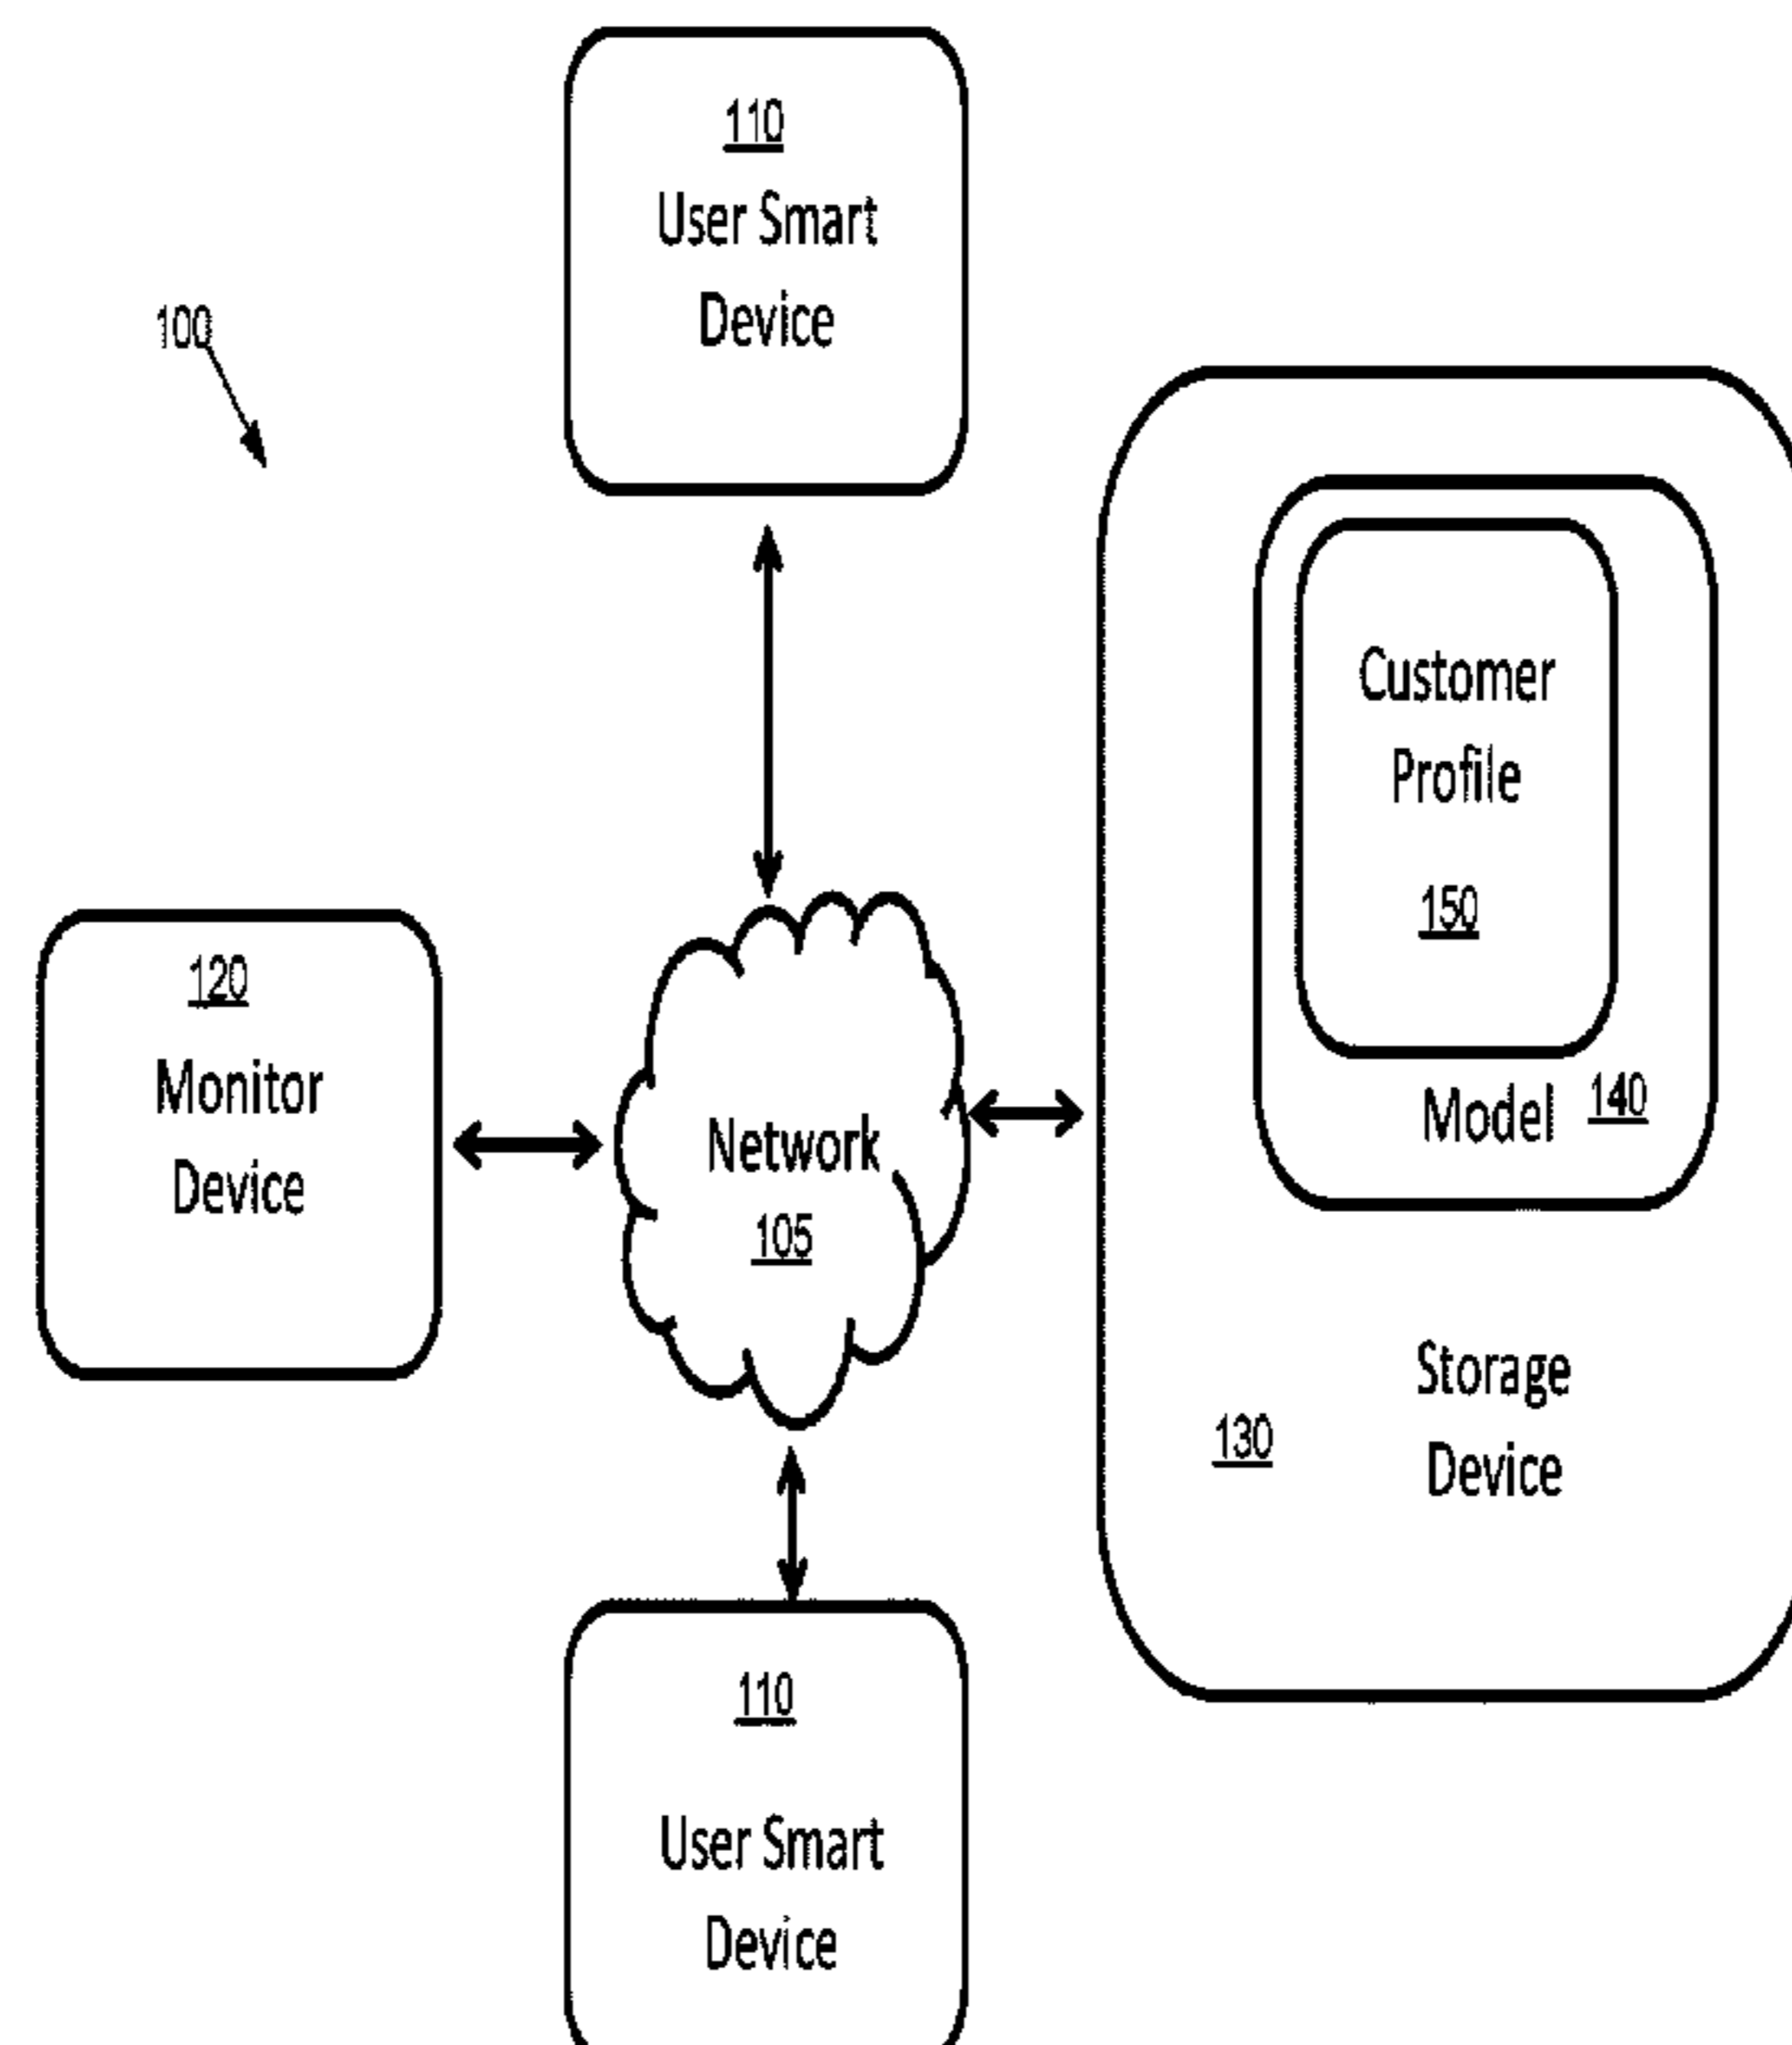 110
User Smart
Device
100
Customer
Profile
150
Model 140
120
Monitor
Device
Network
105
Storage
Device
130
110
User Smart
Device